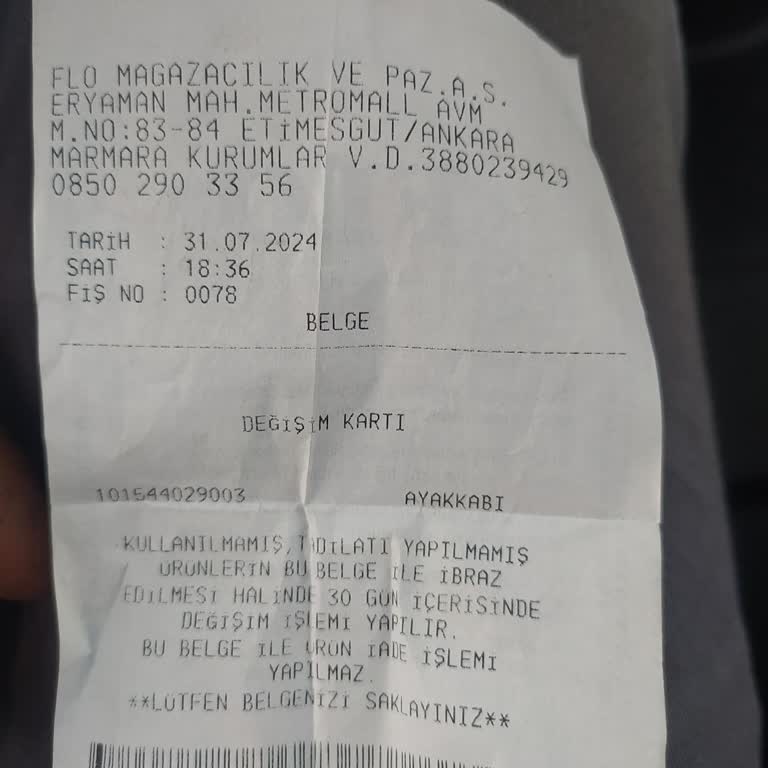 FLO MAGAZACILIK VE PAZ.A.S.
ERYAMAN MAH.METROMALL AVM
M.NO:83-84 ETİMESGUT/ANKARA
MARMARA KURUMLAR V.D.3880239429
0850 290 33 56
TARİH : 31.07.2024
SAAT : 18:36
FİŞ NO : 0078
BELGE
DEĞİŞİM KARTI
101544029003 AYAKKABI
KULLANILMAMIŞ,TADİLATI YAPILMAMIŞ
ÜRÜNLERİN BU BELGE İLE İBRAZ
EDİLMESİ HALİNDE 30 GÜN İÇERİSİNDE
DEĞİŞİM İŞLEMİ YAPILIR.
BU BELGE İLE ÜRÜN İADE İŞLEMİ
YAPILMAZ.
**LÜTFEN BELGENİZİ SAKLAYINIZ**